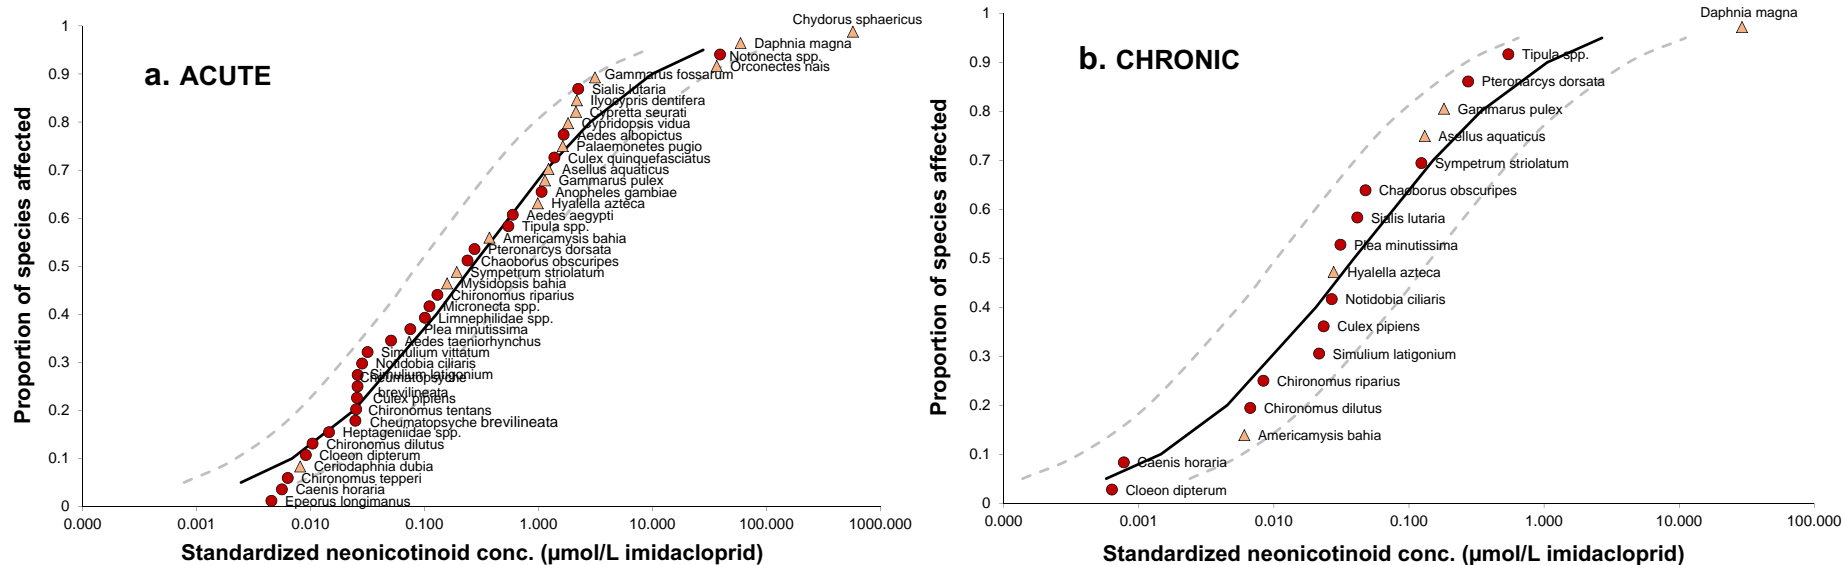 a. ACUTE
Proportion of species affected
1
0.9
0.8
0.7
0.6
0.5
0.4
0.3
0.2
0.1
0
Chydorus sphaericus
Daphnia magna
Notonecta spp.
Orconectes nais
Gammarus fossarum
Sialis lutaria
Ilyocypris dentifera
Cypretta seurati
Cypridopsis vidua
Aedes albopictus
Palaemonetes pugio
Culex quinquefasciatus
Asellus aquaticus
Gammarus pulex
Anopheles gambiae
Hyalella azteca
Aedes aegypti
Tipula spp.
Americamysis bahia
Pteronarcys dorsata
Chaoborus obscuripes
Sympetrum striolatum
Mysidopsis bahia
Chironomus riparius
Micronecta spp.
Limnephilidae spp.
Plea minutissima
Aedes taeniorhynchus
Simulium vittatum
Notidobia ciliaris
Simulium latigonium
Cheumatopsyche
brevilineata
Culex pipiens
Chironomus tentans
Cheumatopsyche brevilineata
Heptageniidae spp.
Chironomus dilutus
Cloeon dipterum
Ceriodaphnia dubia
Chironomus tepperi
Caenis horaria
Epeorus longimanus
0.000
0.001
0.010
0.100
1.000
10.000
100.000
1000.000
Standardized neonicotinoid conc. (µmol/L imidacloprid)
b. CHRONIC
Proportion of species affected
1
0.9
0.8
0.7
0.6
0.5
0.4
0.3
0.2
0.1
0
Daphnia magna
Tipula spp.
Pteronarcys dorsata
Gammarus pulex
Asellus aquaticus
Sympetrum striolatum
Chaoborus obscuripes
Sialis lutaria
Plea minutissima
Hyalella azteca
Notidobia ciliaris
Culex pipiens
Simulium latigonium
Chironomus riparius
Chironomus dilutus
Americamysis bahia
Caenis horaria
Cloeon dipterum
0.000
0.001
0.010
0.100
1.000
10.000
100.000
Standardized neonicotinoid conc. (µmol/L imidacloprid)